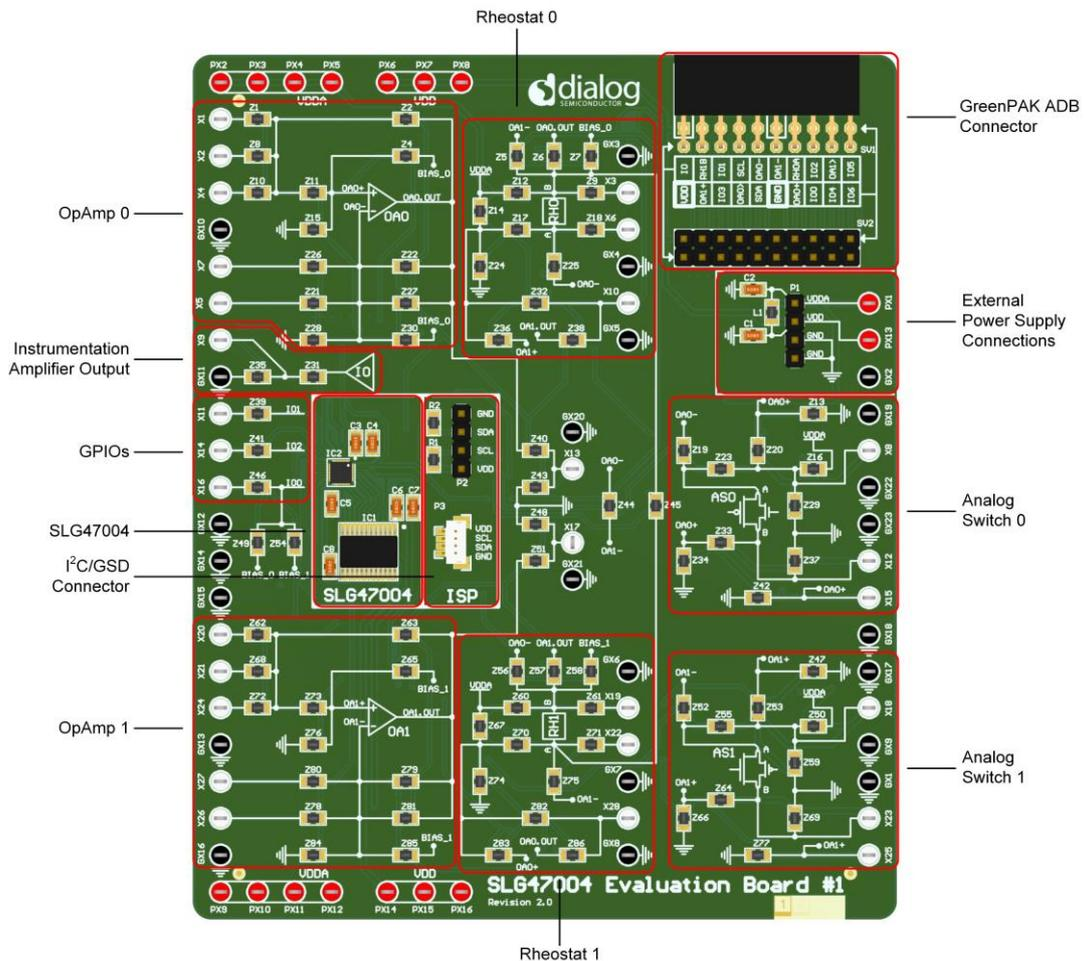 Rheostat 0
PX2 PX3 PX4 PX5 PX6 PX7 PX8
VDDA VDD
dialog
SEMICONDUCTOR
GreenPAK ADB
Connector
SV1
IO RH1B IO1 SCL OA0- OA1- RH0A IO2 OA1> IO5
VDD OA1+ IO3 OA0> SDA GND OA0+ IO0 IO4 IO6
SV2
OpAmp 0
X1 Z1 Z2
X2 Z8 Z4 BIAS_0
X4 Z10 Z11 OA0+ OA0.OUT
OA0- OA0
GX10 Z15
X7 Z26 Z22
X5 Z21 Z27
BIAS_0
Z28 Z30
OA1- OA0.OUT BIAS_0
Z5 Z6 Z7 GX3
VDDA Z12 B Z9 X3
Z14 RH0
Z17 A Z18 X6
Z24 Z25 GX4
OA0-
Z32 X10
Z36 OA1.OUT Z38 GX5
OA1+
External
Power Supply
Connections
C2 P1
VDDA PX1
L1 VDD
C1 GND PX13
GND
GX2
Instrumentation
Amplifier Output
X9
GX11 Z35 Z31 IO
GPIOs
X11 Z39 IO1
X14 Z41 IO2
X16 Z46 IO0
SLG47004
I²C/GSD
Connector
GX12
Z49 Z54
GX14 BIAS_0 BIAS_1
GX15
C3 C4
IC2
C5 C6 C7
IC1
C8
SLG47004
R2 GND
SDA
R1 SCL
VDD
P2
P3
VDD
SCL
SDA
GND
ISP
GX20
Z40 X13
Z43
Z48 X17
Z51
GX21
OA0-
Z44 Z45
OA1-
Analog
Switch 0
OA0+ Z13 GX19
OA0-
VDDA
Z19 Z23 Z20 Z16 X8
A GX22
AS0 Z29
OA0+ Z33 B GX23
Z34 Z37 X12
Z42 OA0+ X15
GX18
OpAmp 1
X20 Z62 Z63
X21 Z68 Z65
BIAS_1
X24 Z72 Z73 OA1+ OA1.OUT
OA1- OA1
GX13 Z76
X27 Z80 Z79
X26 Z78 Z81
BIAS_1
GX16 Z84 Z85
OA0- OA1.OUT BIAS_1
Z56 Z57 Z58 GX6
VDDA Z60 B Z61 X19
Z67 RH1
Z70 A Z71 X22
Z74 Z75 GX7
OA1-
Z82 X28
Z83 OA0.OUT Z86 GX8
OA0+
Analog
Switch 1
OA1+ Z47 GX17
OA1-
VDDA
Z52 Z55 Z53 Z50 X18
A GX9
AS1 Z59
OA1+ Z64 B GX1
Z66 Z69 X23
Z77 OA1+ X25
VDDA VDD
PX9 PX10 PX11 PX12 PX14 PX15 PX16
SLG47004 Evaluation Board #1
Revision 2.0
1
Rheostat 1